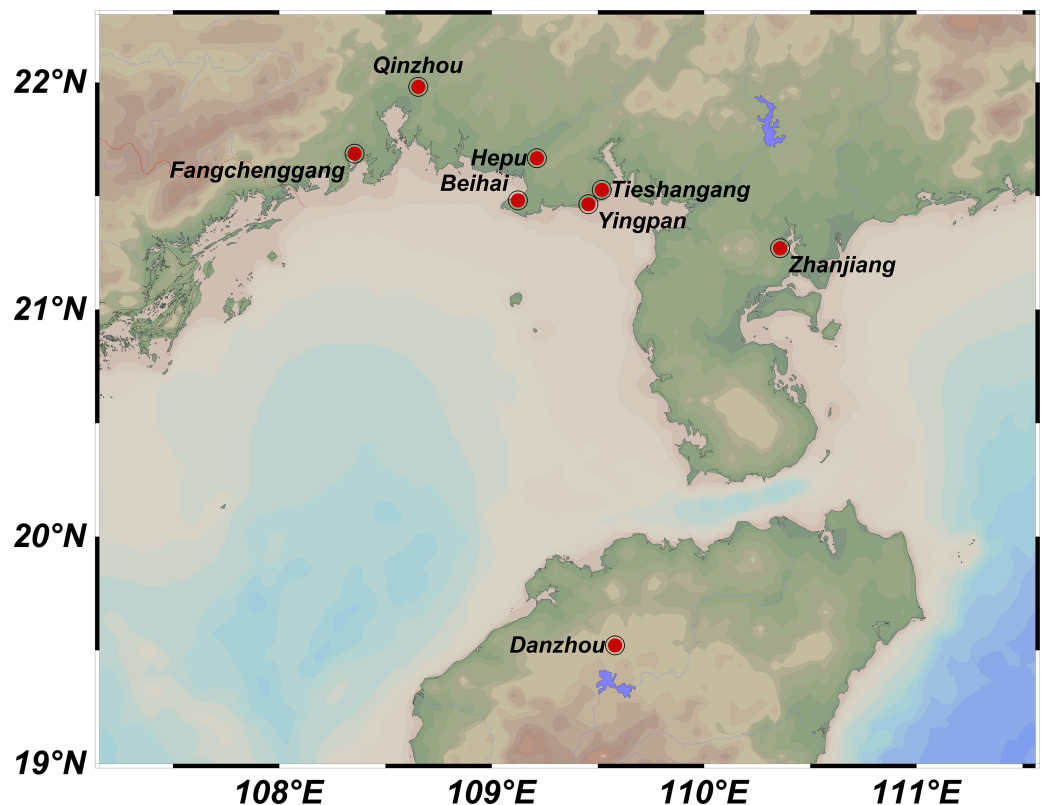 Qinzhou
22°N
Hepu
Fangchenggang
Beihai
Tieshangang
Yingpan
Zhanjiang
21°N
20°N
Danzhou
19°N
108°E
109°E
110°E
111°E